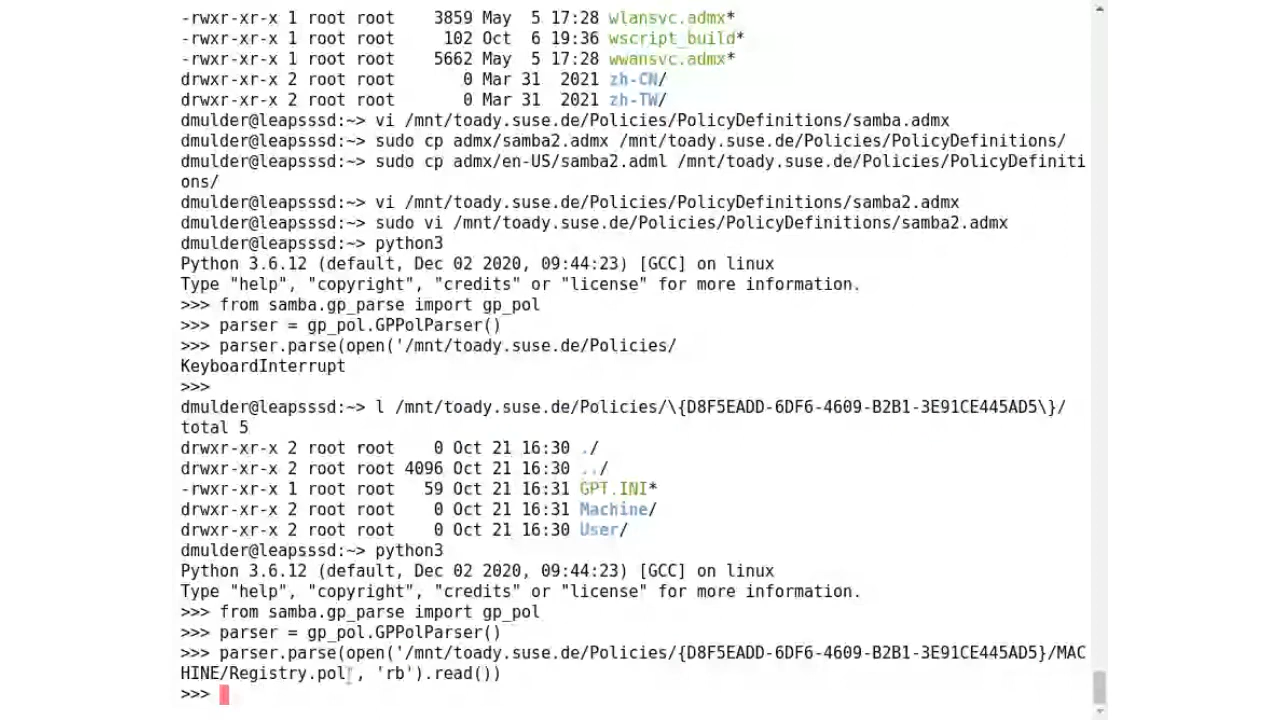 -rwxr-xr-x 1 root root    3859 May  5 17:28 wlansvc.admx*
-rwxr-xr-x 1 root root     102 Oct  6 19:36 wscript_build*
-rwxr-xr-x 1 root root    5662 May  5 17:28 wwansvc.admx*
drwxr-xr-x 2 root root       0 Mar 31  2021 zh-CN/
drwxr-xr-x 2 root root       0 Mar 31  2021 zh-TW/
dmulder@leapsssd:~> vi /mnt/toady.suse.de/Policies/PolicyDefinitions/samba.admx
dmulder@leapsssd:~> sudo cp admx/samba2.admx /mnt/toady.suse.de/Policies/PolicyDefinitions/
dmulder@leapsssd:~> sudo cp admx/en-US/samba2.adml /mnt/toady.suse.de/Policies/PolicyDefiniti
ons/
dmulder@leapsssd:~> vi /mnt/toady.suse.de/Policies/PolicyDefinitions/samba2.admx
dmulder@leapsssd:~> sudo vi /mnt/toady.suse.de/Policies/PolicyDefinitions/samba2.admx
dmulder@leapsssd:~> python3
Python 3.6.12 (default, Dec 02 2020, 09:44:23) [GCC] on linux
Type "help", "copyright", "credits" or "license" for more information.
>>> from samba.gp_parse import gp_pol
>>> parser = gp_pol.GPPolParser()
>>> parser.parse(open('/mnt/toady.suse.de/Policies/
KeyboardInterrupt
>>>
dmulder@leapsssd:~> l /mnt/toady.suse.de/Policies/\{D8F5EADD-6DF6-4609-B2B1-3E91CE445AD5\}/
total 5
drwxr-xr-x 2 root root    0 Oct 21 16:30 ./
drwxr-xr-x 2 root root 4096 Oct 21 16:30 ../
-rwxr-xr-x 1 root root   59 Oct 21 16:31 GPT.INI*
drwxr-xr-x 2 root root    0 Oct 21 16:31 Machine/
drwxr-xr-x 2 root root    0 Oct 21 16:30 User/
dmulder@leapsssd:~> python3
Python 3.6.12 (default, Dec 02 2020, 09:44:23) [GCC] on linux
Type "help", "copyright", "credits" or "license" for more information.
>>> from samba.gp_parse import gp_pol
>>> parser = gp_pol.GPPolParser()
>>> parser.parse(open('/mnt/toady.suse.de/Policies/{D8F5EADD-6DF6-4609-B2B1-3E91CE445AD5}/MAC
HINE/Registry.pol', 'rb').read())
>>>